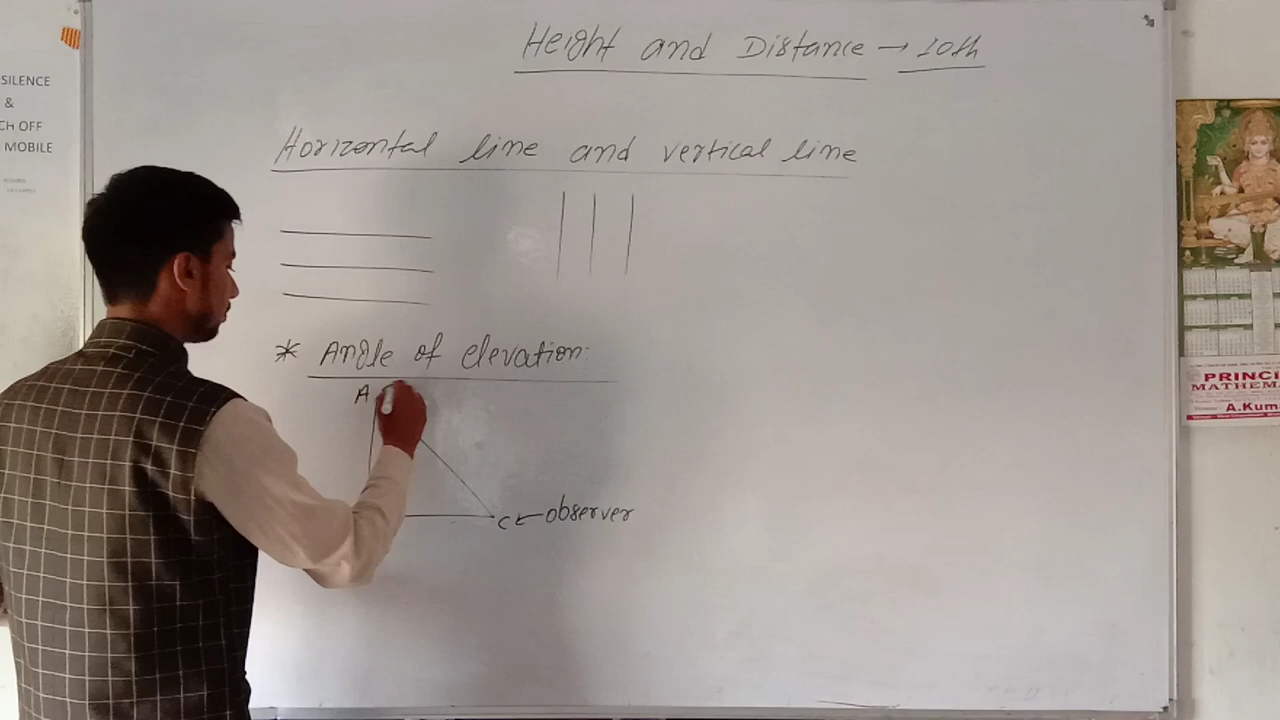 Height and Distance → 10th
Horizontal line and vertical line
* Angle of elevation:
A
C ← observer
SILENCE
&
CH OFF
MOBILE
PRINCI
MATHEMA
A.Kum